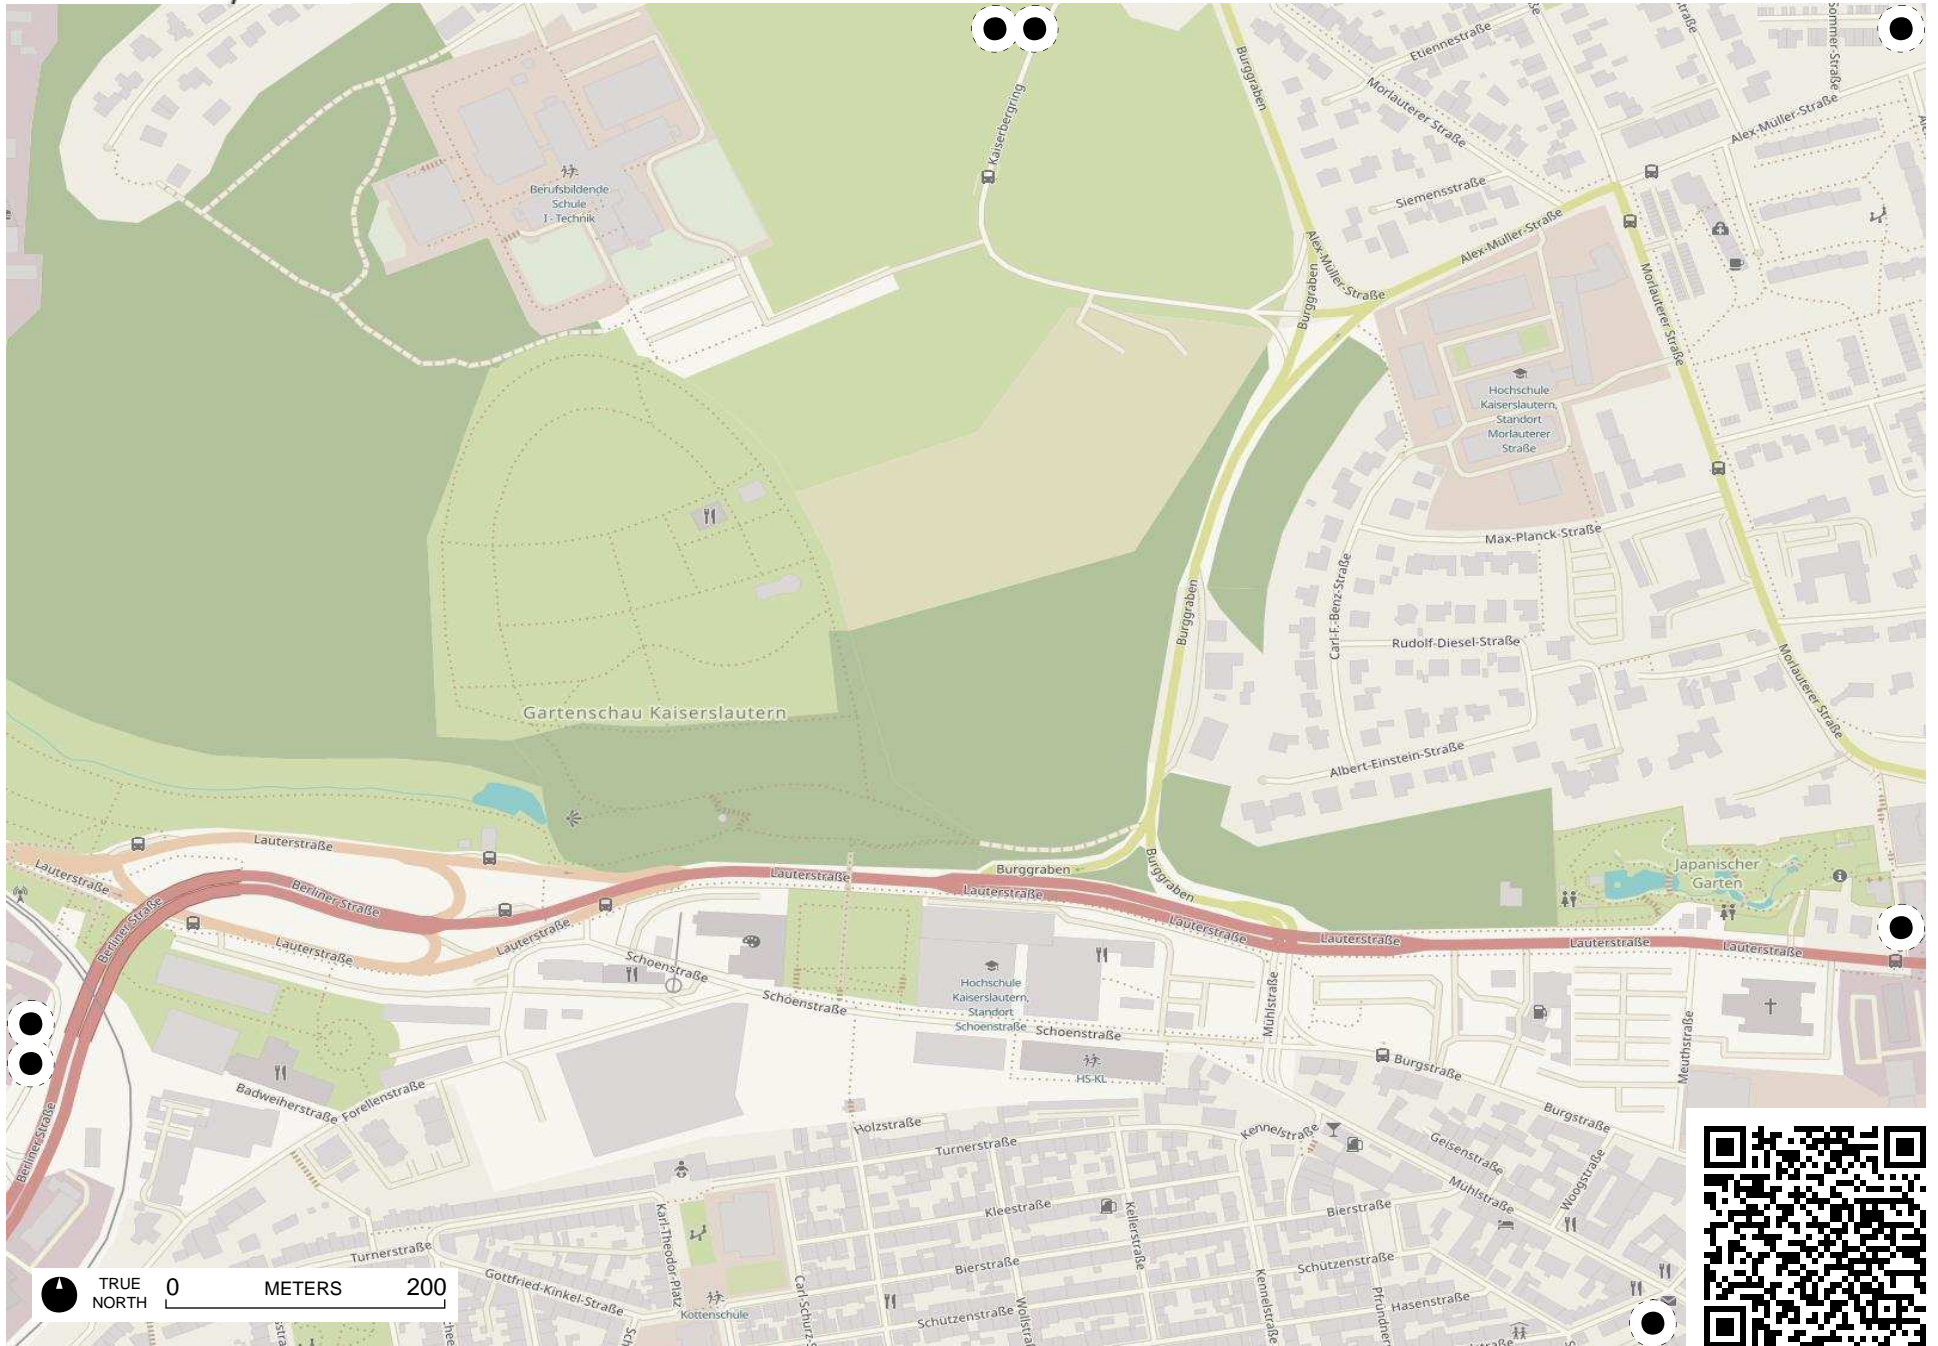 Etiennestraße
Burggraben
Morlauterer Straße
Alex-Müller-Straße
Kaiserbergring
Siemensstraße
Berufsbildende
Schule
I - Technik
Alex-Müller-Straße
Alex-Müller-Straße
Burggraben
Morlauterer Straße
Hochschule
Kaiserslautern,
Standort
Morlauterer
Straße
Max-Planck-Straße
Burggraben
Carl-F.-Benz-Straße
Rudolf-Diesel-Straße
Morlauterer Straße
Gartenschau Kaiserslautern
Albert-Einstein-Straße
Lauterstraße
Lauterstraße
Lauterstraße
Burggraben
Burggraben
Japanischer
Garten
Berliner Straße
Berliner Straße
Lauterstraße
Lauterstraße
Lauterstraße
Lauterstraße
Lauterstraße
Lauterstraße
Lauterstraße
Lauterstraße
Schoenstraße
Schoenstraße
Hochschule
Kaiserslautern,
Standort
Schoenstraße
Schoenstraße
Mühlstraße
Meuthstraße
HS-KL
Burgstraße
Badweiherstraße
Forellenstraße
Burgstraße
Berliner Straße
Holzstraße
Turnerstraße
Kennelstraße
Geisenstraße
Mühlstraße
Woogstraße
Karl-Theodor-Platz
Kleestraße
Kellerstraße
Bierstraße
Turnerstraße
Gottfried-Kinkel-Straße
Bierstraße
Schützenstraße
Kennelstraße
Hasenstraße
Schützenstraße
Kottenschule
TRUE
NORTH
0 METERS 200